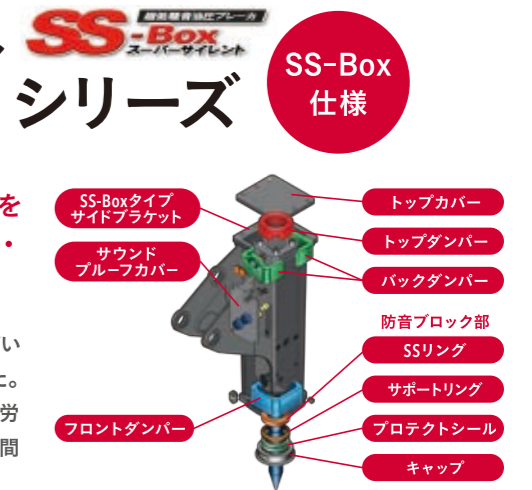 超低騒音油圧ブレーカ
SS-Box
スーパーサイレント
シリーズ
SS-Box
仕様
を
・
い
た。
労
間
SS-Boxタイプ
サイドブラケット
サウンド
プルーフカバー
フロントダンパー
トップカバー
トップダンパー
バックダンパー
防音ブロック部
SSリング
サポートリング
プロテクトシール
キャップ